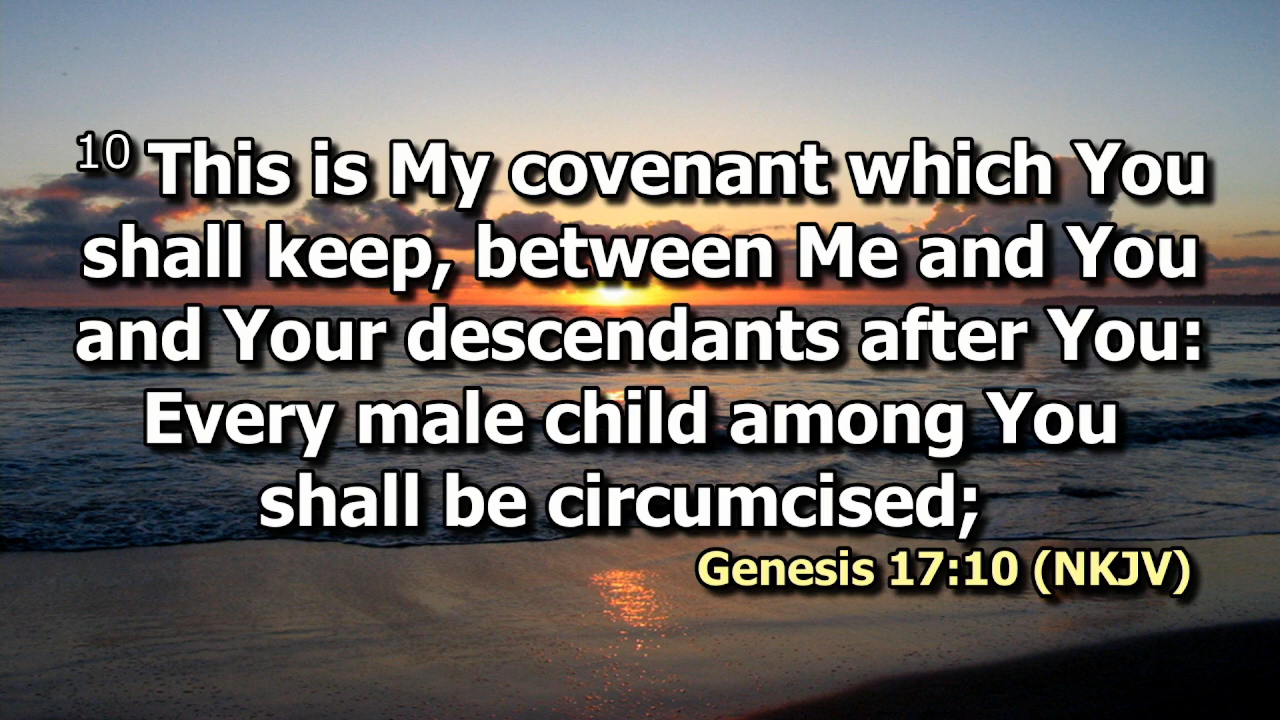 10 This is My covenant which You
shall keep, between Me and You
and Your descendants after You:
Every male child among You
shall be circumcised;
Genesis 17:10 (NKJV)